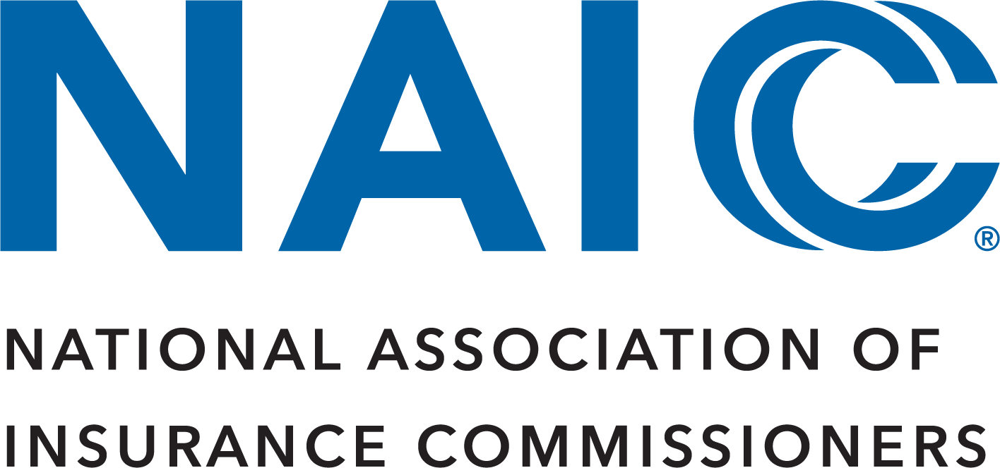 NAIC®
NATIONAL ASSOCIATION OF
INSURANCE COMMISSIONERS